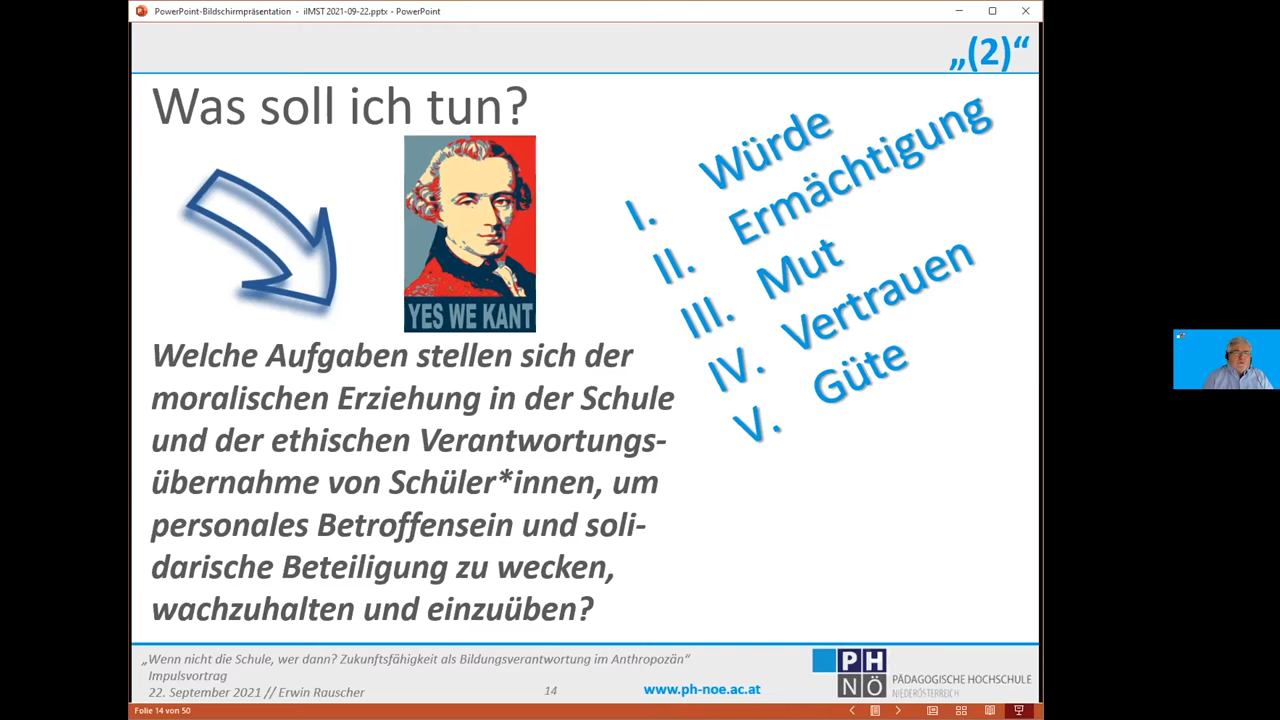 PowerPoint-Bildschirmpräsentation - iIMST 2021-09-22.pptx - PowerPoint
„(2)“
Was soll ich tun?
YES WE KANT
I. Würde
II. Ermächtigung
III. Mut
IV. Vertrauen
V. Güte
Welche Aufgaben stellen sich der
moralischen Erziehung in der Schule
und der ethischen Verantwortungs-
übernahme von Schüler*innen, um
personales Betroffensein und soli-
darische Beteiligung zu wecken,
wachzuhalten und einzuüben?
„Wenn nicht die Schule, wer dann? Zukunftsfähigkeit als Bildungsverantwortung im Anthropozän“
Impulsvortrag
22. September 2021 // Erwin Rauscher
14
www.ph-noe.ac.at
PH
NÖ
PÄDAGOGISCHE HOCHSCHULE
NIEDERÖSTERREICH
Folie 14 von 50